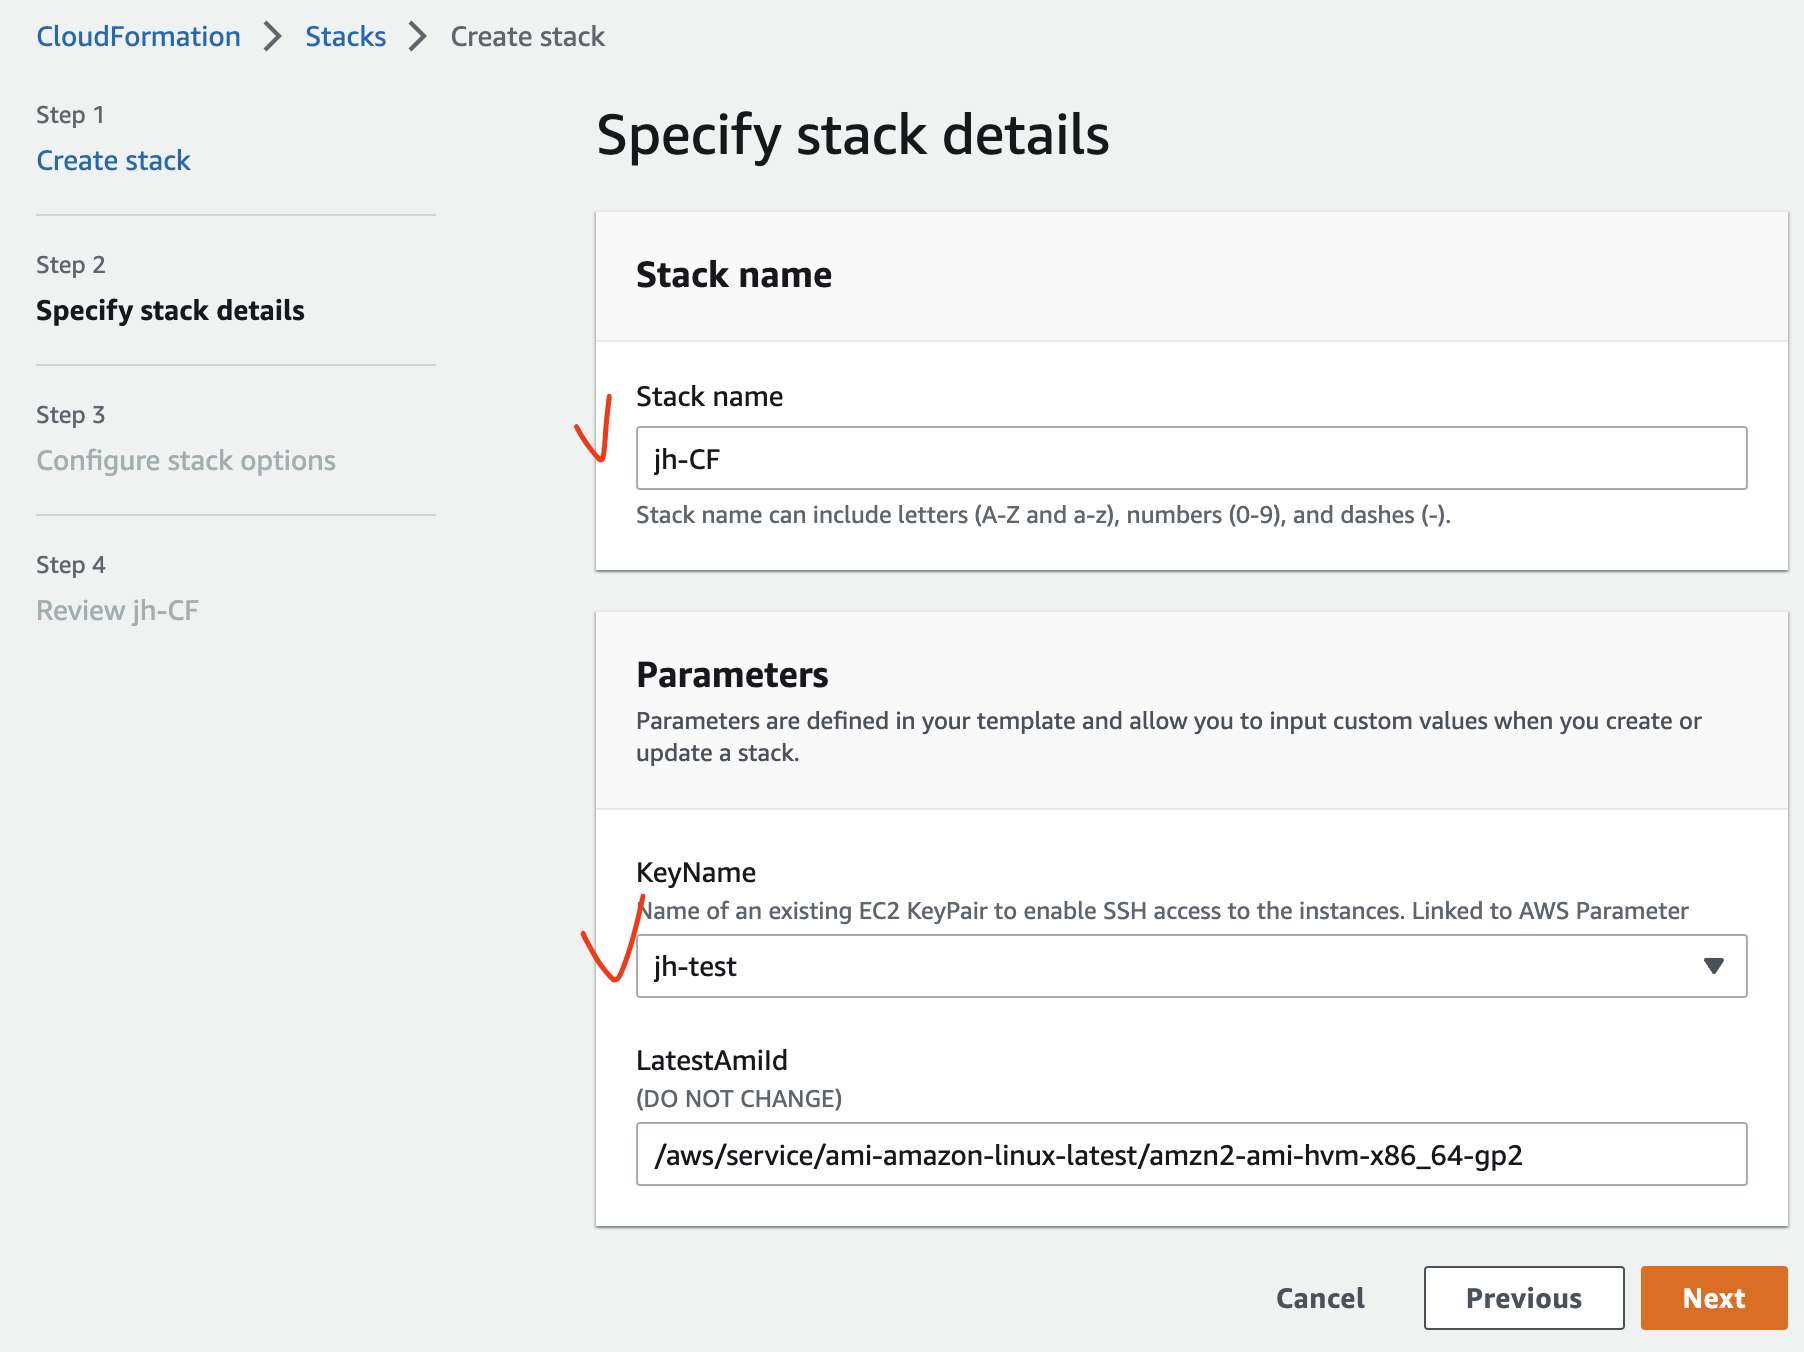 CloudFormation > Stacks > Create stack
Step 1
Create stack
Step 2
Specify stack details
Step 3
Configure stack options
Step 4
Review jh-CF
Specify stack details
Stack name
Stack name
jh-CF
Stack name can include letters (A-Z and a-z), numbers (0-9), and dashes (-).
Parameters
Parameters are defined in your template and allow you to input custom values when you create or
update a stack.
KeyName
Name of an existing EC2 KeyPair to enable SSH access to the instances. Linked to AWS Parameter
jh-test
LatestAmiId
(DO NOT CHANGE)
/aws/service/ami-amazon-linux-latest/amzn2-ami-hvm-x86_64-gp2
Cancel
Previous
Next